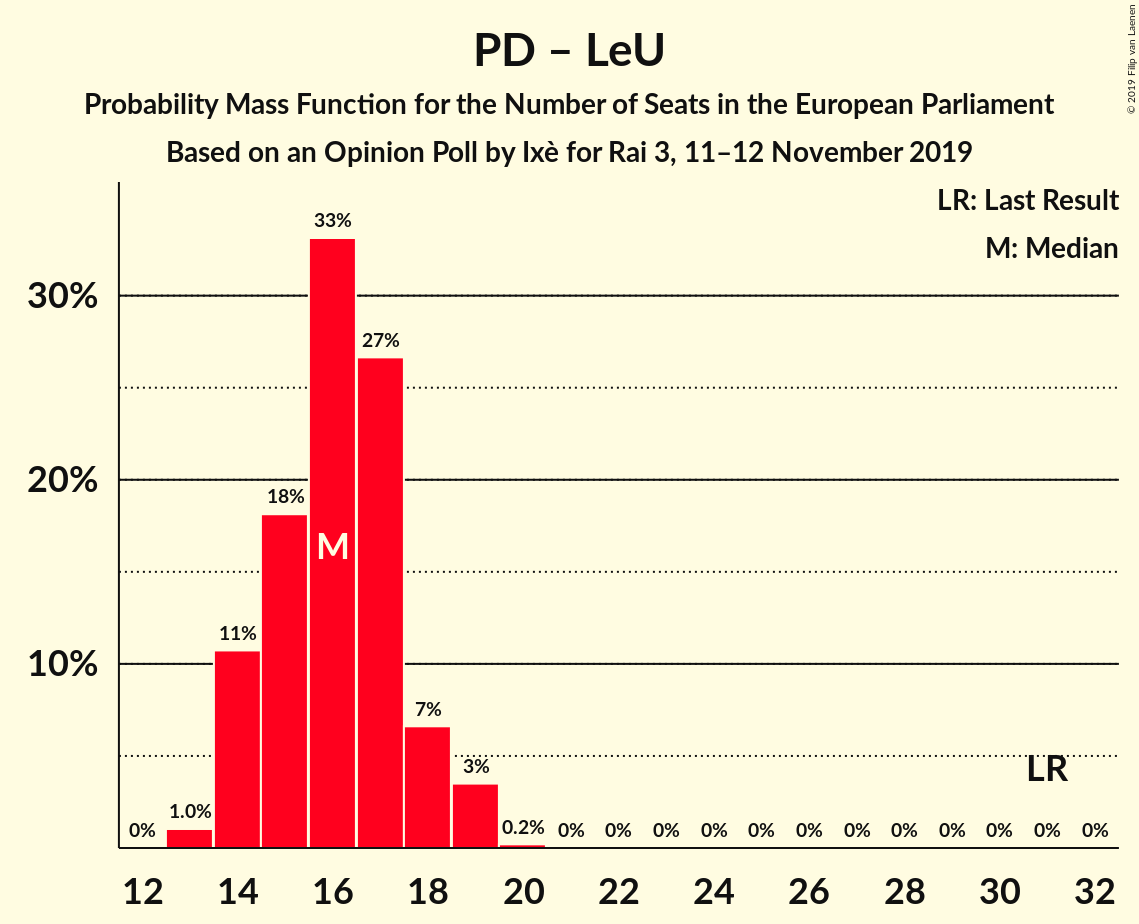 PD – LeU
Probability Mass Function for the Number of Seats in the European Parliament
Based on an Opinion Poll by Ixè for Rai 3, 11–12 November 2019
© 2019 Filip van Laenen
LR: Last Result
M: Median
33%
30%
27%
20%
18%
M
11%
10%
7%
LR
3%
1.0%
0.2%
0% 0% 0% 0% 0% 0% 0% 0% 0% 0% 0% 0% 0%
12 14 16 18 20 22 24 26 28 30 32